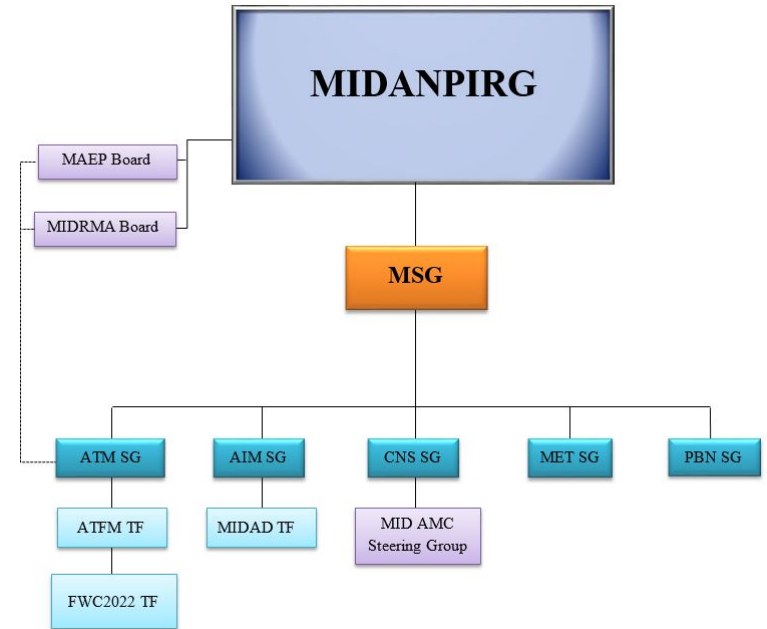 MIDANPIRG
MAEP Board
MIDRMA Board
MSG
ATM SG
AIM SG
CNS SG
MET SG
PBN SG
ATFM TF
MIDAD TF
MID AMC
Steering Group
FWC2022 TF